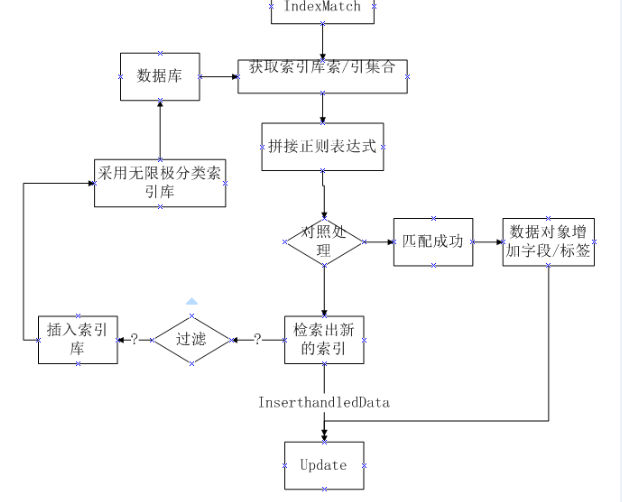 IndexMatch
数据库
获取索引库索/引集合
拼接正则表达式
采用无限极分类索
引库
对照处
理
匹配成功
数据对象增
加字段/标签
插入索引
库
?
过滤
?
检索出新
的索引
InserthandledData
Update